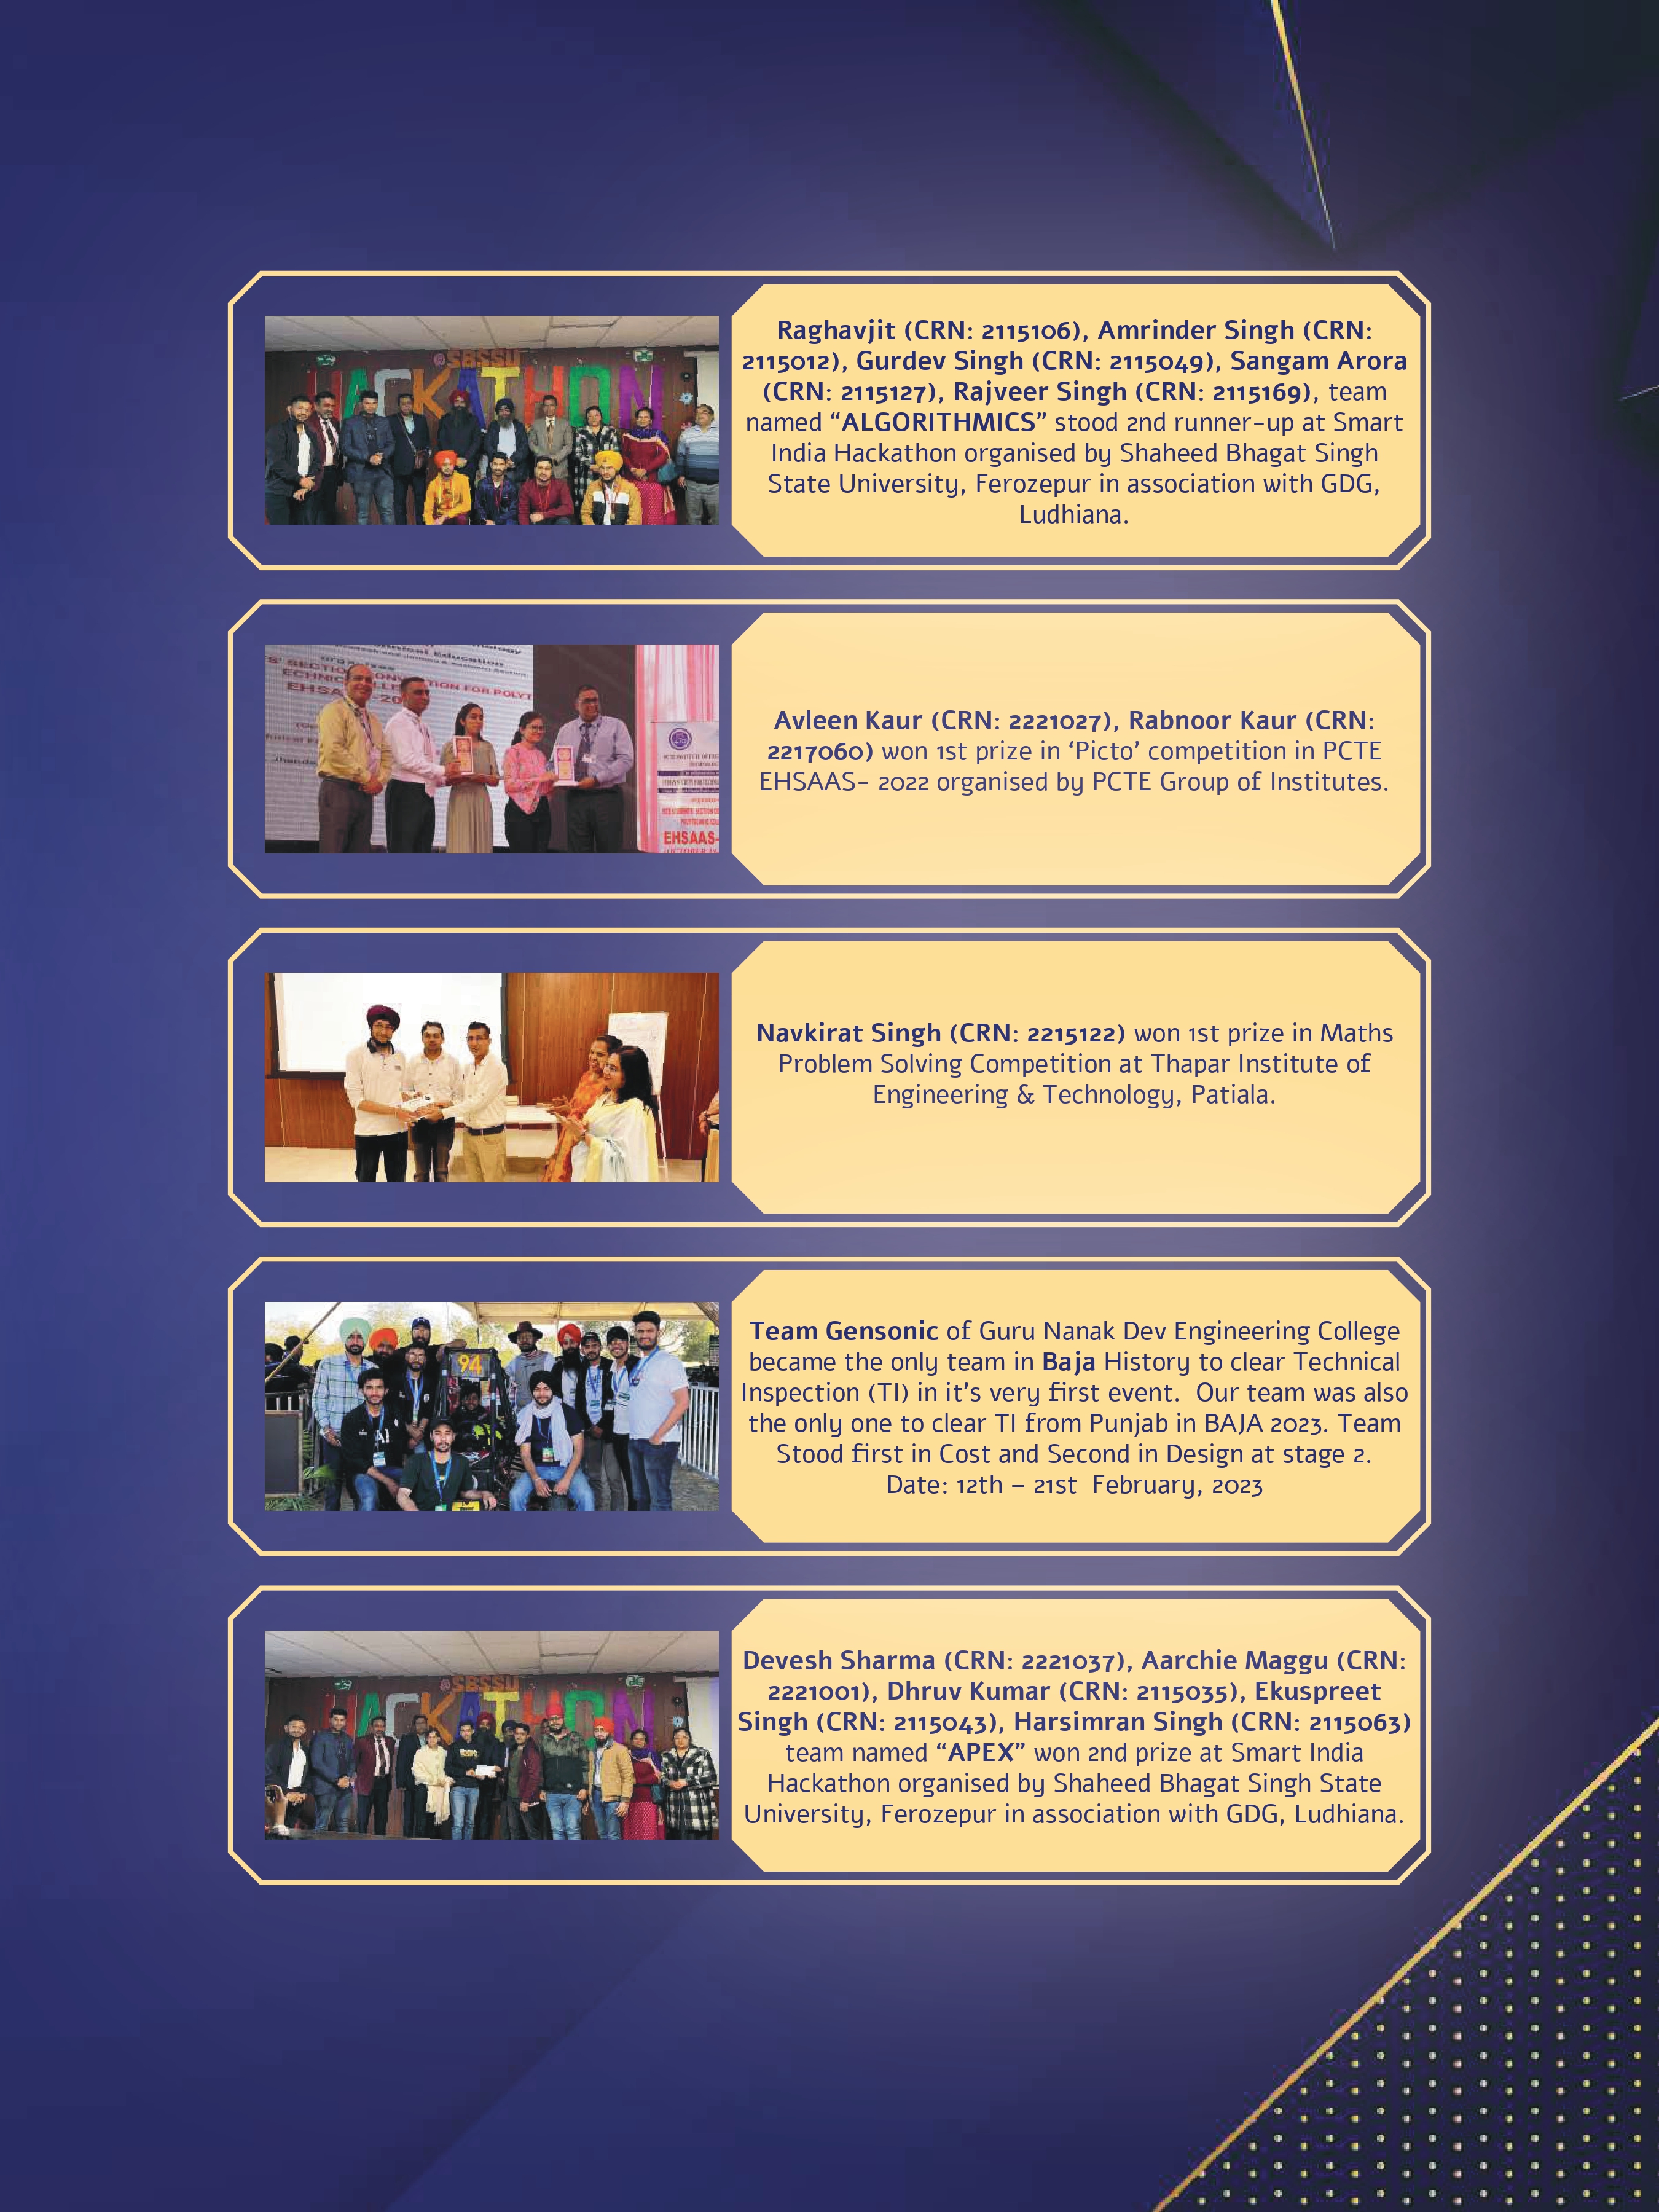 @SBSSU
HACKATHON
Raghavjit (CRN: 2115106), Amrinder Singh (CRN:
2115012), Gurdev Singh (CRN: 2115049), Sangam Arora
(CRN: 2115127), Rajveer Singh (CRN: 2115169), team
named “ALGORITHMICS” stood 2nd runner-up at Smart
India Hackathon organised by Shaheed Bhagat Singh
State University, Ferozepur in association with GDG,
Ludhiana.
EHSAAS-
Avleen Kaur (CRN: 2221027), Rabnoor Kaur (CRN:
2217060) won 1st prize in ‘Picto’ competition in PCTE
EHSAAS- 2022 organised by PCTE Group of Institutes.
Navkirat Singh (CRN: 2215122) won 1st prize in Maths
Problem Solving Competition at Thapar Institute of
Engineering & Technology, Patiala.
94
Team Gensonic of Guru Nanak Dev Engineering College
became the only team in Baja History to clear Technical
Inspection (TI) in it's very first event. Our team was also
the only one to clear TI from Punjab in BAJA 2023. Team
Stood first in Cost and Second in Design at stage 2.
Date: 12th – 21st February, 2023
@SBSSU
HACKATHON
Devesh Sharma (CRN: 2221037), Aarchie Maggu (CRN:
2221001), Dhruv Kumar (CRN: 2115035), Ekuspreet
Singh (CRN: 2115043), Harsimran Singh (CRN: 2115063)
team named “APEX” won 2nd prize at Smart India
Hackathon organised by Shaheed Bhagat Singh State
University, Ferozepur in association with GDG, Ludhiana.